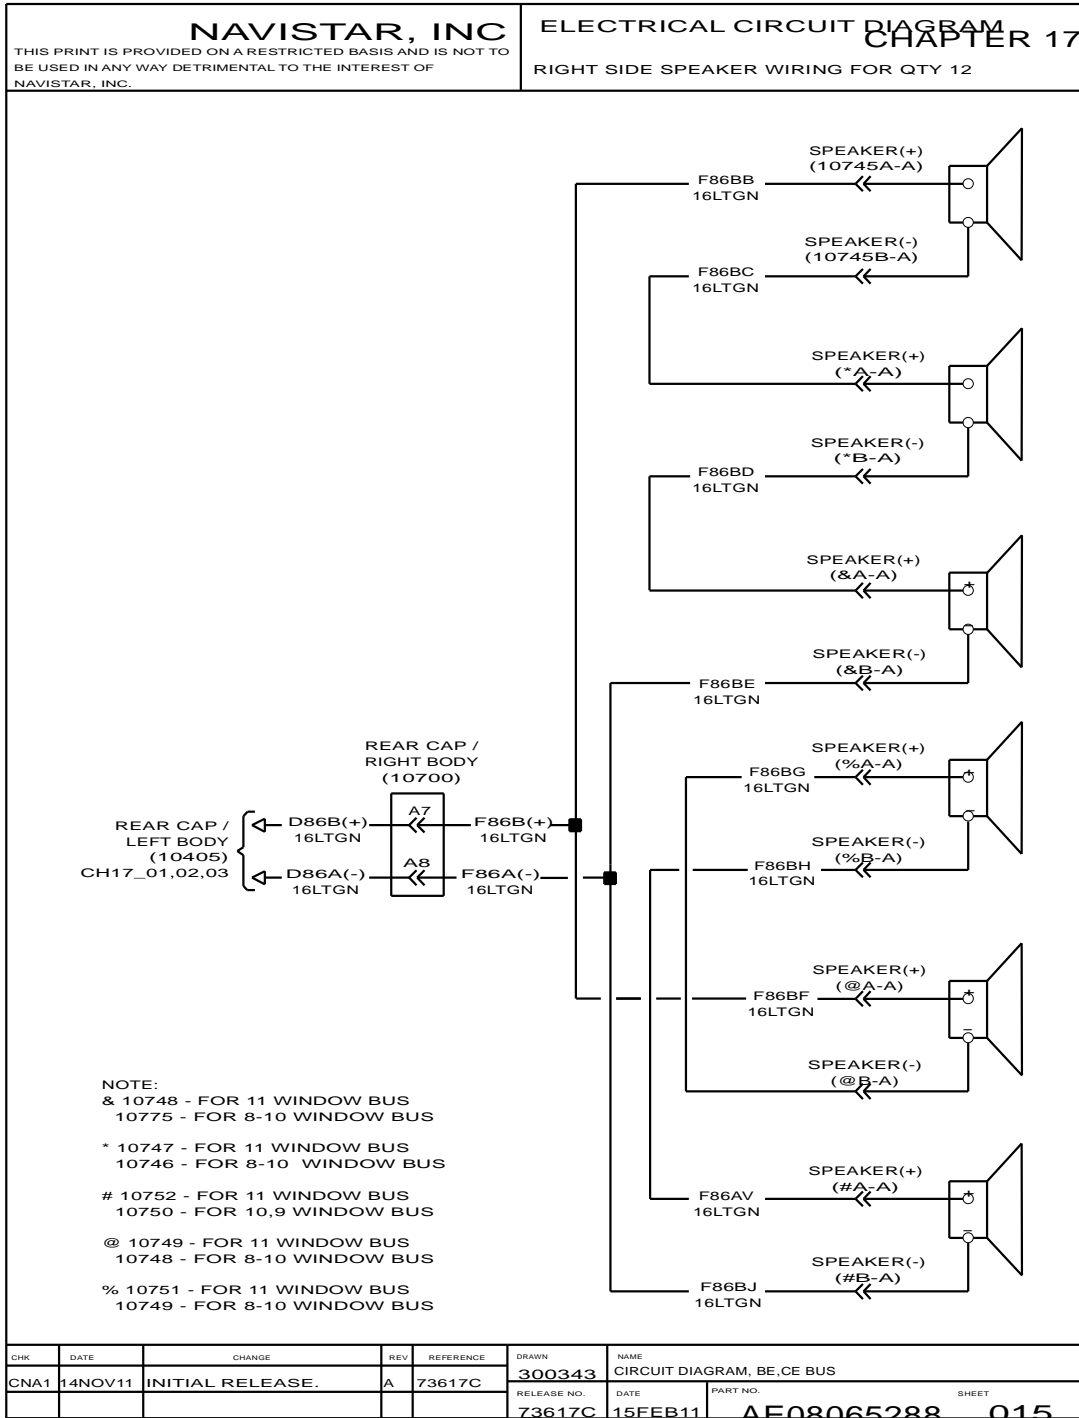 NAVISTAR, INC
THIS PRINT IS PROVIDED ON A RESTRICTED BASIS AND IS NOT TO
BE USED IN ANY WAY DETRIMENTAL TO THE INTEREST OF
NAVISTAR, INC.
ELECTRICAL CIRCUIT DIAGRAM
CHAPTER 17
RIGHT SIDE SPEAKER WIRING FOR QTY 12
SPEAKER(+)
(10745A-A)
F86BB
16LTGN
SPEAKER(-)
(10745B-A)
F86BC
16LTGN
SPEAKER(+)
(*A-A)
SPEAKER(-)
(*B-A)
F86BD
16LTGN
SPEAKER(+)
(&A-A)
+
-
SPEAKER(-)
(&B-A)
F86BE
16LTGN
REAR CAP /
RIGHT BODY
(10700)
SPEAKER(+)
(%A-A)
F86BG
16LTGN
+
-
REAR CAP /
LEFT BODY
(10405)
CH17_01,02,03
D86B(+)
16LTGN
A7
F86B(+)
16LTGN
D86A(-)
16LTGN
A8
F86A(-)
16LTGN
SPEAKER(-)
(%B-A)
F86BH
16LTGN
SPEAKER(+)
(@A-A)
F86BF
16LTGN
+
-
SPEAKER(-)
(@B-A)
NOTE:
& 10748 - FOR 11 WINDOW BUS
10775 - FOR 8-10 WINDOW BUS
* 10747 - FOR 11 WINDOW BUS
10746 - FOR 8-10 WINDOW BUS
# 10752 - FOR 11 WINDOW BUS
10750 - FOR 10,9 WINDOW BUS
@ 10749 - FOR 11 WINDOW BUS
10748 - FOR 8-10 WINDOW BUS
% 10751 - FOR 11 WINDOW BUS
10749 - FOR 8-10 WINDOW BUS
SPEAKER(+)
(#A-A)
F86AV
16LTGN
+
-
SPEAKER(-)
(#B-A)
F86BJ
16LTGN
CHK DATE CHANGE REV REFERENCE
CNA1 14NOV11 INITIAL RELEASE. A 73617C
DRAWN
300343
NAME
CIRCUIT DIAGRAM, BE,CE BUS
RELEASE NO.
73617C
DATE
15FEB11
PART NO.
AE08065288
SHEET
015